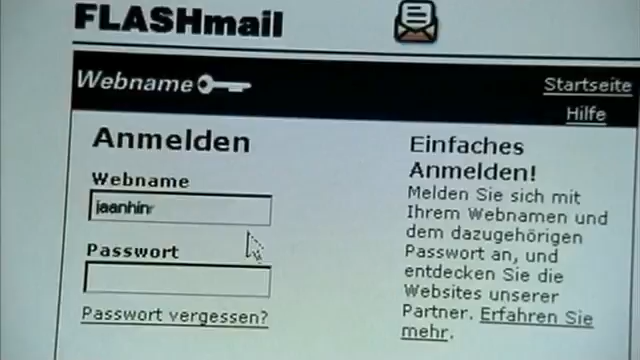 FLASHmail
Webname
Startseite
Hilfe
Anmelden
Webname
jaanhinr
Passwort
Passwort vergessen?
Einfaches
Anmelden!
Melden Sie sich mit
Ihrem Webnamen und
dem dazugehörigen
Passwort an, und
entdecken Sie die
Websites unserer
Partner. Erfahren Sie
mehr.